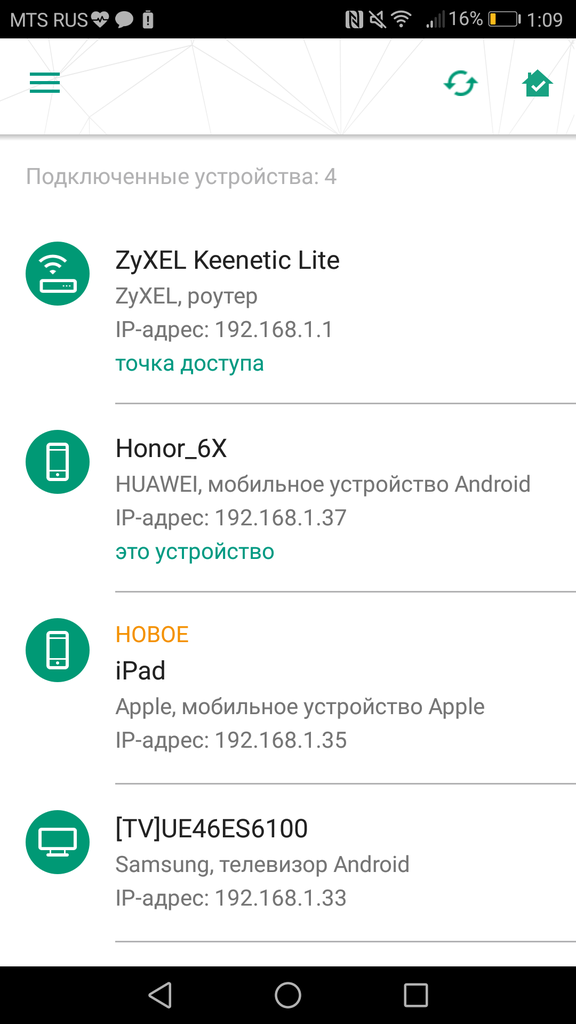 MTS RUS 16% 1:09
Подключенные устройства: 4
ZyXEL Keenetic Lite
ZyXEL, роутер
IP-адрес: 192.168.1.1
точка доступа
Honor_6X
HUAWEI, мобильное устройство Android
IP-адрес: 192.168.1.37
это устройство
НОВОЕ
iPad
Apple, мобильное устройство Apple
IP-адрес: 192.168.1.35
[TV]UE46ES6100
Samsung, телевизор Android
IP-адрес: 192.168.1.33